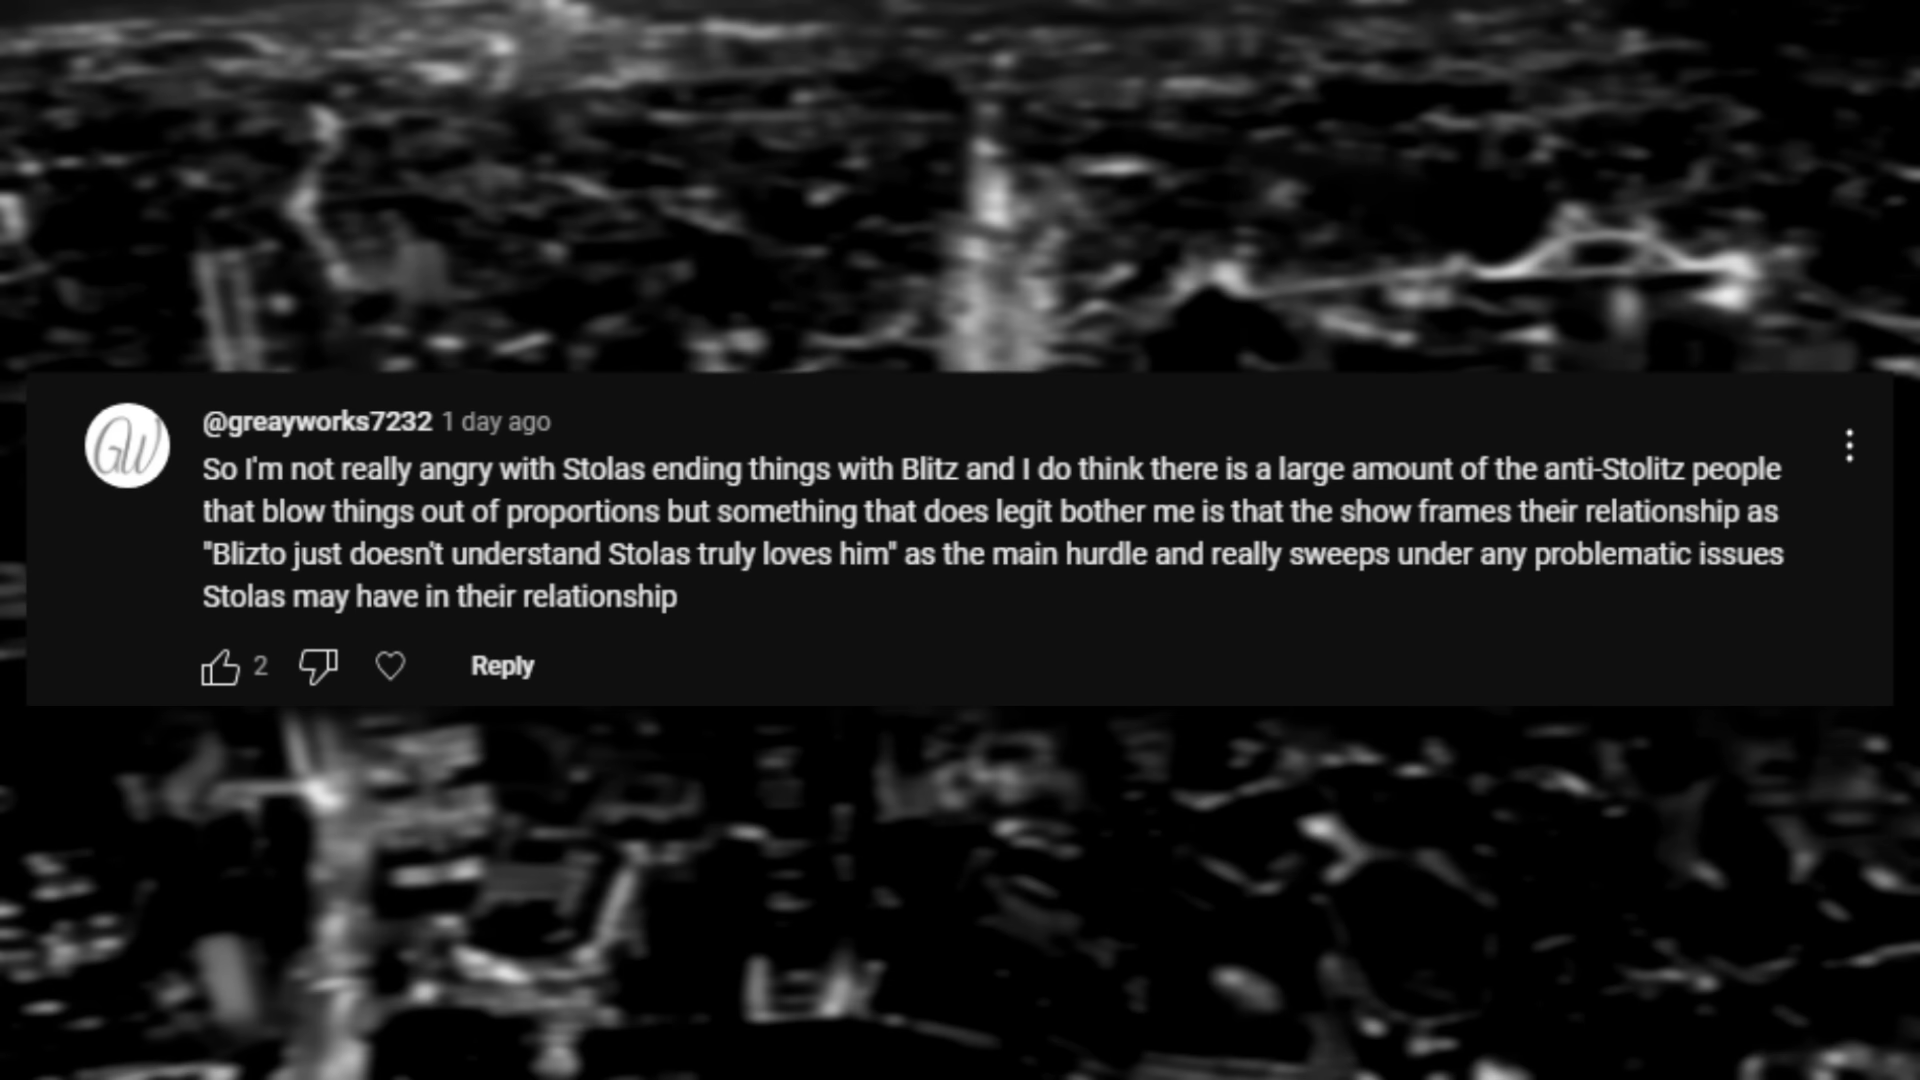 GW
@greayworks7232 1 day ago
So I'm not really angry with Stolas ending things with Blitz and I do think there is a large amount of the anti-Stolitz people
that blow things out of proportions but something that does legit bother me is that the show frames their relationship as
"Blizto just doesn't understand Stolas truly loves him" as the main hurdle and really sweeps under any problematic issues
Stolas may have in their relationship
2 Reply